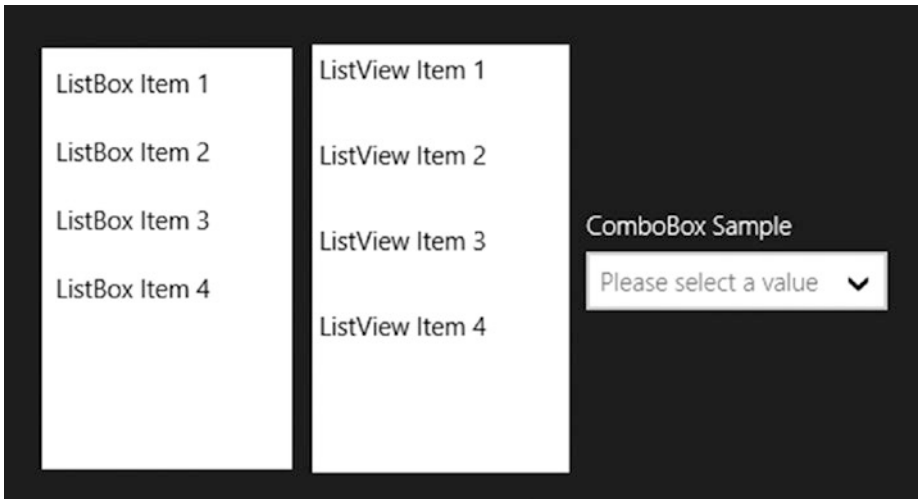 ListBox Item 1
ListBox Item 2
ListBox Item 3
ListBox Item 4
ListView Item 1
ListView Item 2
ListView Item 3
ListView Item 4
ComboBox Sample
Please select a value